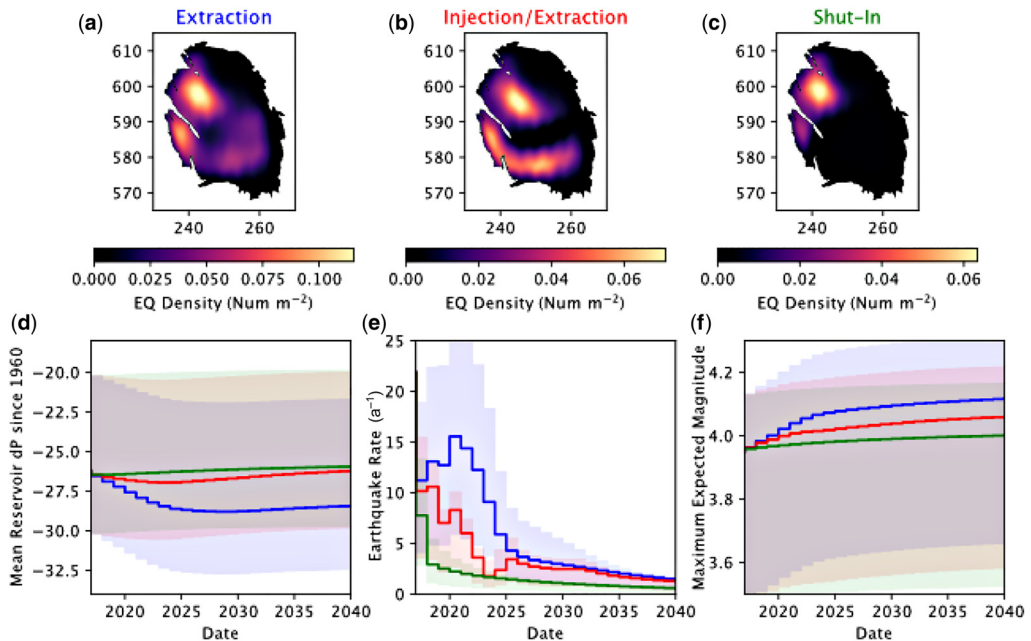 (a) Extraction
(b) Injection/Extraction
(c) Shut-In
610
600
590
580
570
240 260
610
600
590
580
570
240 260
610
600
590
580
570
240 260
0.000 0.025 0.050 0.075 0.100
EQ Density (Num m⁻²)
0.00 0.02 0.04 0.06
EQ Density (Num m⁻²)
0.00 0.02 0.04 0.06
EQ Density (Num m⁻²)
(d)
Mean Reservoir dP since 1960
−20.0
−22.5
−25.0
−27.5
−30.0
−32.5
2020 2025 2030 2035 2040
Date
(e)
Earthquake Rate (a⁻¹)
25
20
15
10
5
0
2020 2025 2030 2035 2040
Date
(f)
Maximum Expected Magnitude
4.2
4.0
3.8
3.6
2020 2025 2030 2035 2040
Date